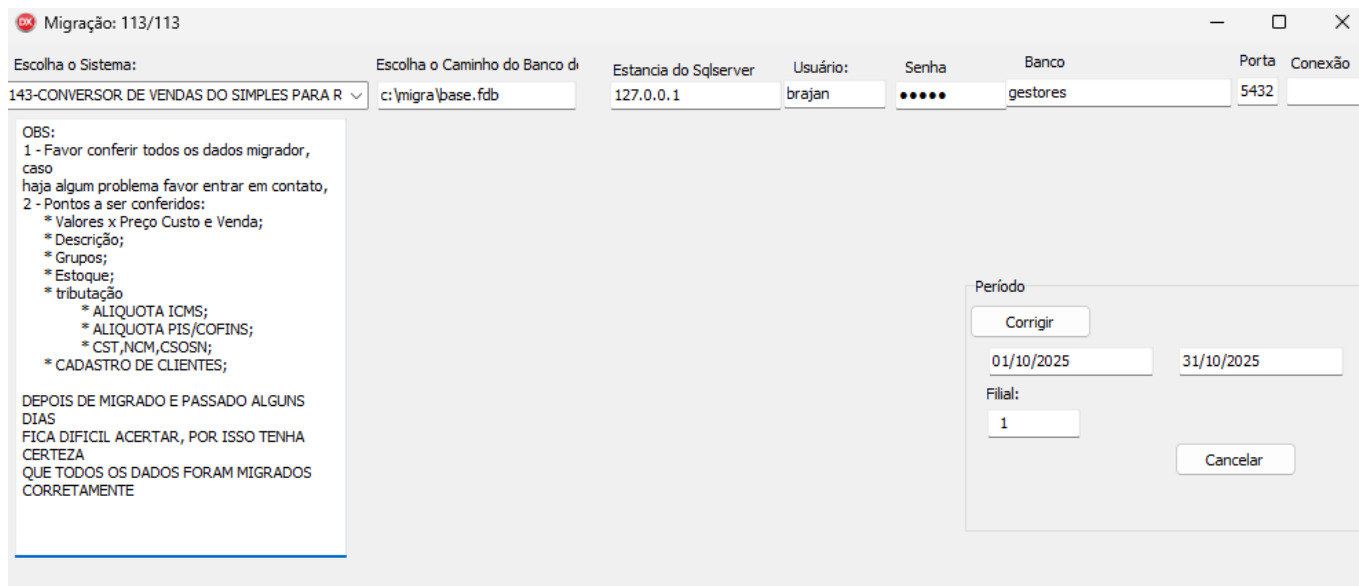 Migração: 113/113
Escolha o Sistema:
Escolha o Caminho do Banco d
Estancia do Sqlserver
Usuário:
Senha
Banco
Porta
Conexão
143-CONVERSOR DE VENDAS DO SIMPLES PARA R
c:\migra\base.fdb
127.0.0.1
brajan
●●●●●
gestores
5432
OBS:
1 - Favor conferir todos os dados migrador,
caso
haja algum problema favor entrar em contato,
2 - Pontos a ser conferidos:
* Valores x Preço Custo e Venda;
* Descrição;
* Grupos;
* Estoque;
* tributação
* ALIQUOTA ICMS;
* ALIQUOTA PIS/COFINS;
* CST,NCM,CSOSN;
* CADASTRO DE CLIENTES;
DEPOIS DE MIGRADO E PASSADO ALGUNS
DIAS
FICA DIFICIL ACERTAR, POR ISSO TENHA
CERTEZA
QUE TODOS OS DADOS FORAM MIGRADOS
CORRETAMENTE
Período
Corrigir
01/10/2025
31/10/2025
Filial:
1
Cancelar